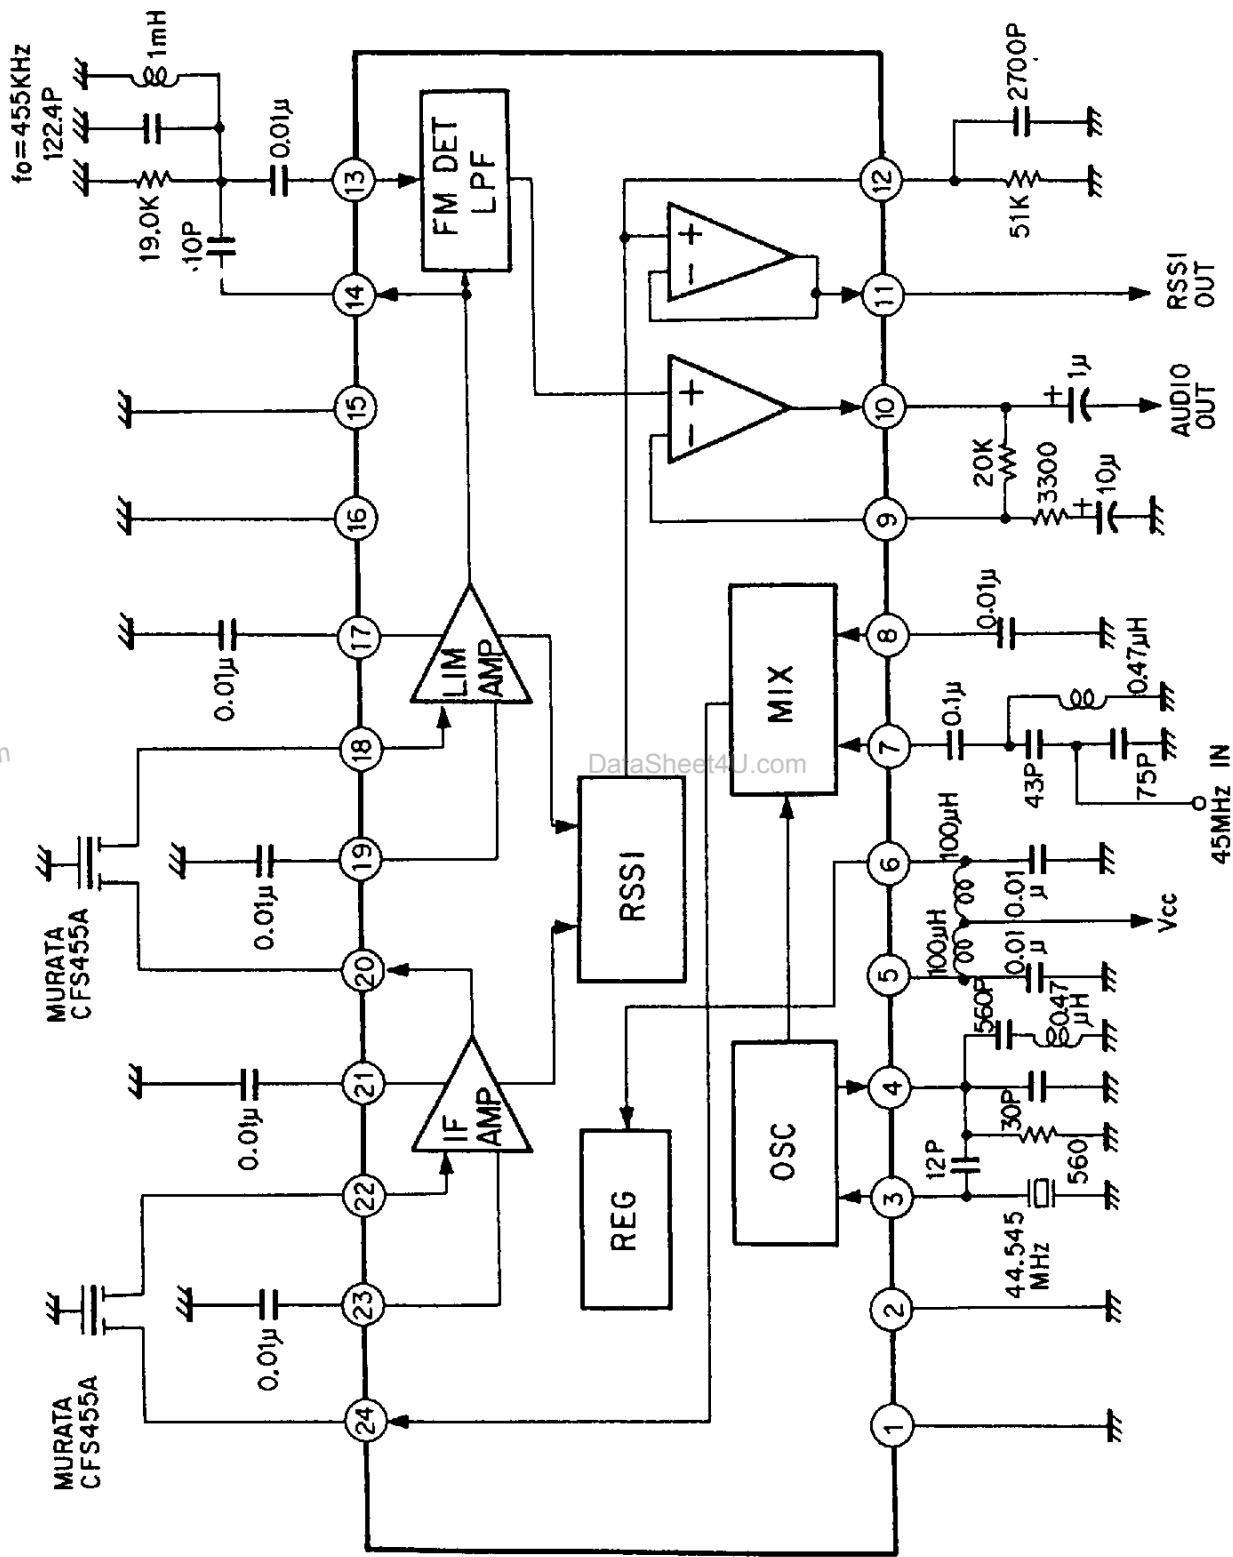 MURATA
CFS455A
MURATA
CFS455A
fo=455KHz
122.4P
1mH
19.0K
10P
0.01µ
0.01µ
0.01µ
0.01µ
0.01µ
0.01µ
24
23
22
21
20
19
18
17
16
15
14
13
IF
AMP
LIM
AMP
FM DET
LPF
REG
RSSI
OSC
MIX
+
−
+
−
DataSheet4U.com
1
2
3
4
5
6
7
8
9
10
11
12
44.545
MHz
12P
560
30P
560P
0.47
µH
100µH
100µH
0.01
µ
0.01
µ
Vcc
0.1µ
43P
75P
0.47µH
45MHz IN
0.01µ
20K
3300
+
10µ
+
1µ
AUDIO
OUT
RSSI
OUT
51K
2700P